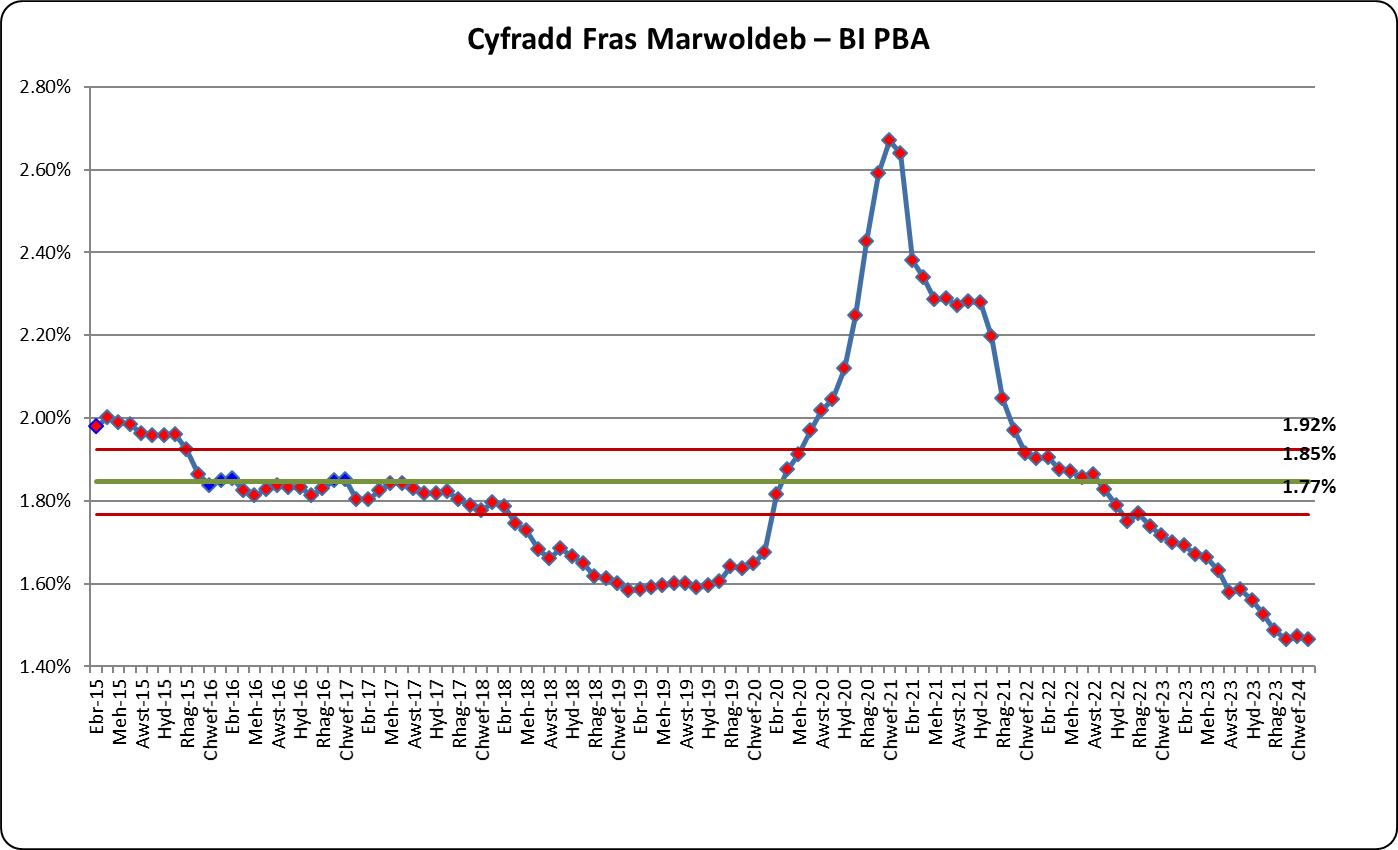 Cyfradd Fras Marwoldeb – BI PBA
2.80%
2.60%
2.40%
2.20%
2.00%
1.80%
1.60%
1.40%
1.92%
1.85%
1.77%
Ebr-15
Meh-15
Awst-15
Hyd-15
Rhag-15
Chwef-16
Ebr-16
Meh-16
Awst-16
Hyd-16
Rhag-16
Chwef-17
Ebr-17
Meh-17
Awst-17
Hyd-17
Rhag-17
Chwef-18
Ebr-18
Meh-18
Awst-18
Hyd-18
Rhag-18
Chwef-19
Ebr-19
Meh-19
Awst-19
Hyd-19
Rhag-19
Chwef-20
Ebr-20
Meh-20
Awst-20
Hyd-20
Rhag-20
Chwef-21
Ebr-21
Meh-21
Awst-21
Hyd-21
Rhag-21
Chwef-22
Ebr-22
Meh-22
Awst-22
Hyd-22
Rhag-22
Chwef-23
Ebr-23
Meh-23
Awst-23
Hyd-23
Rhag-23
Chwef-24